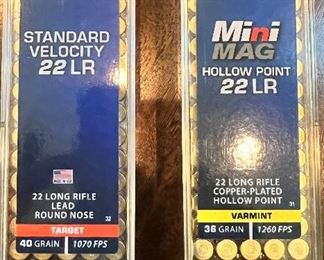 STANDARD
VELOCITY
22 LR
22 LONG RIFLE
LEAD
ROUND NOSE
32
TARGET
40 GRAIN 1070 FPS
Mini
MAG
HOLLOW POINT
22 LR
22 LONG RIFLE
COPPER-PLATED
HOLLOW POINT
31
VARMINT
36 GRAIN 1260 FPS